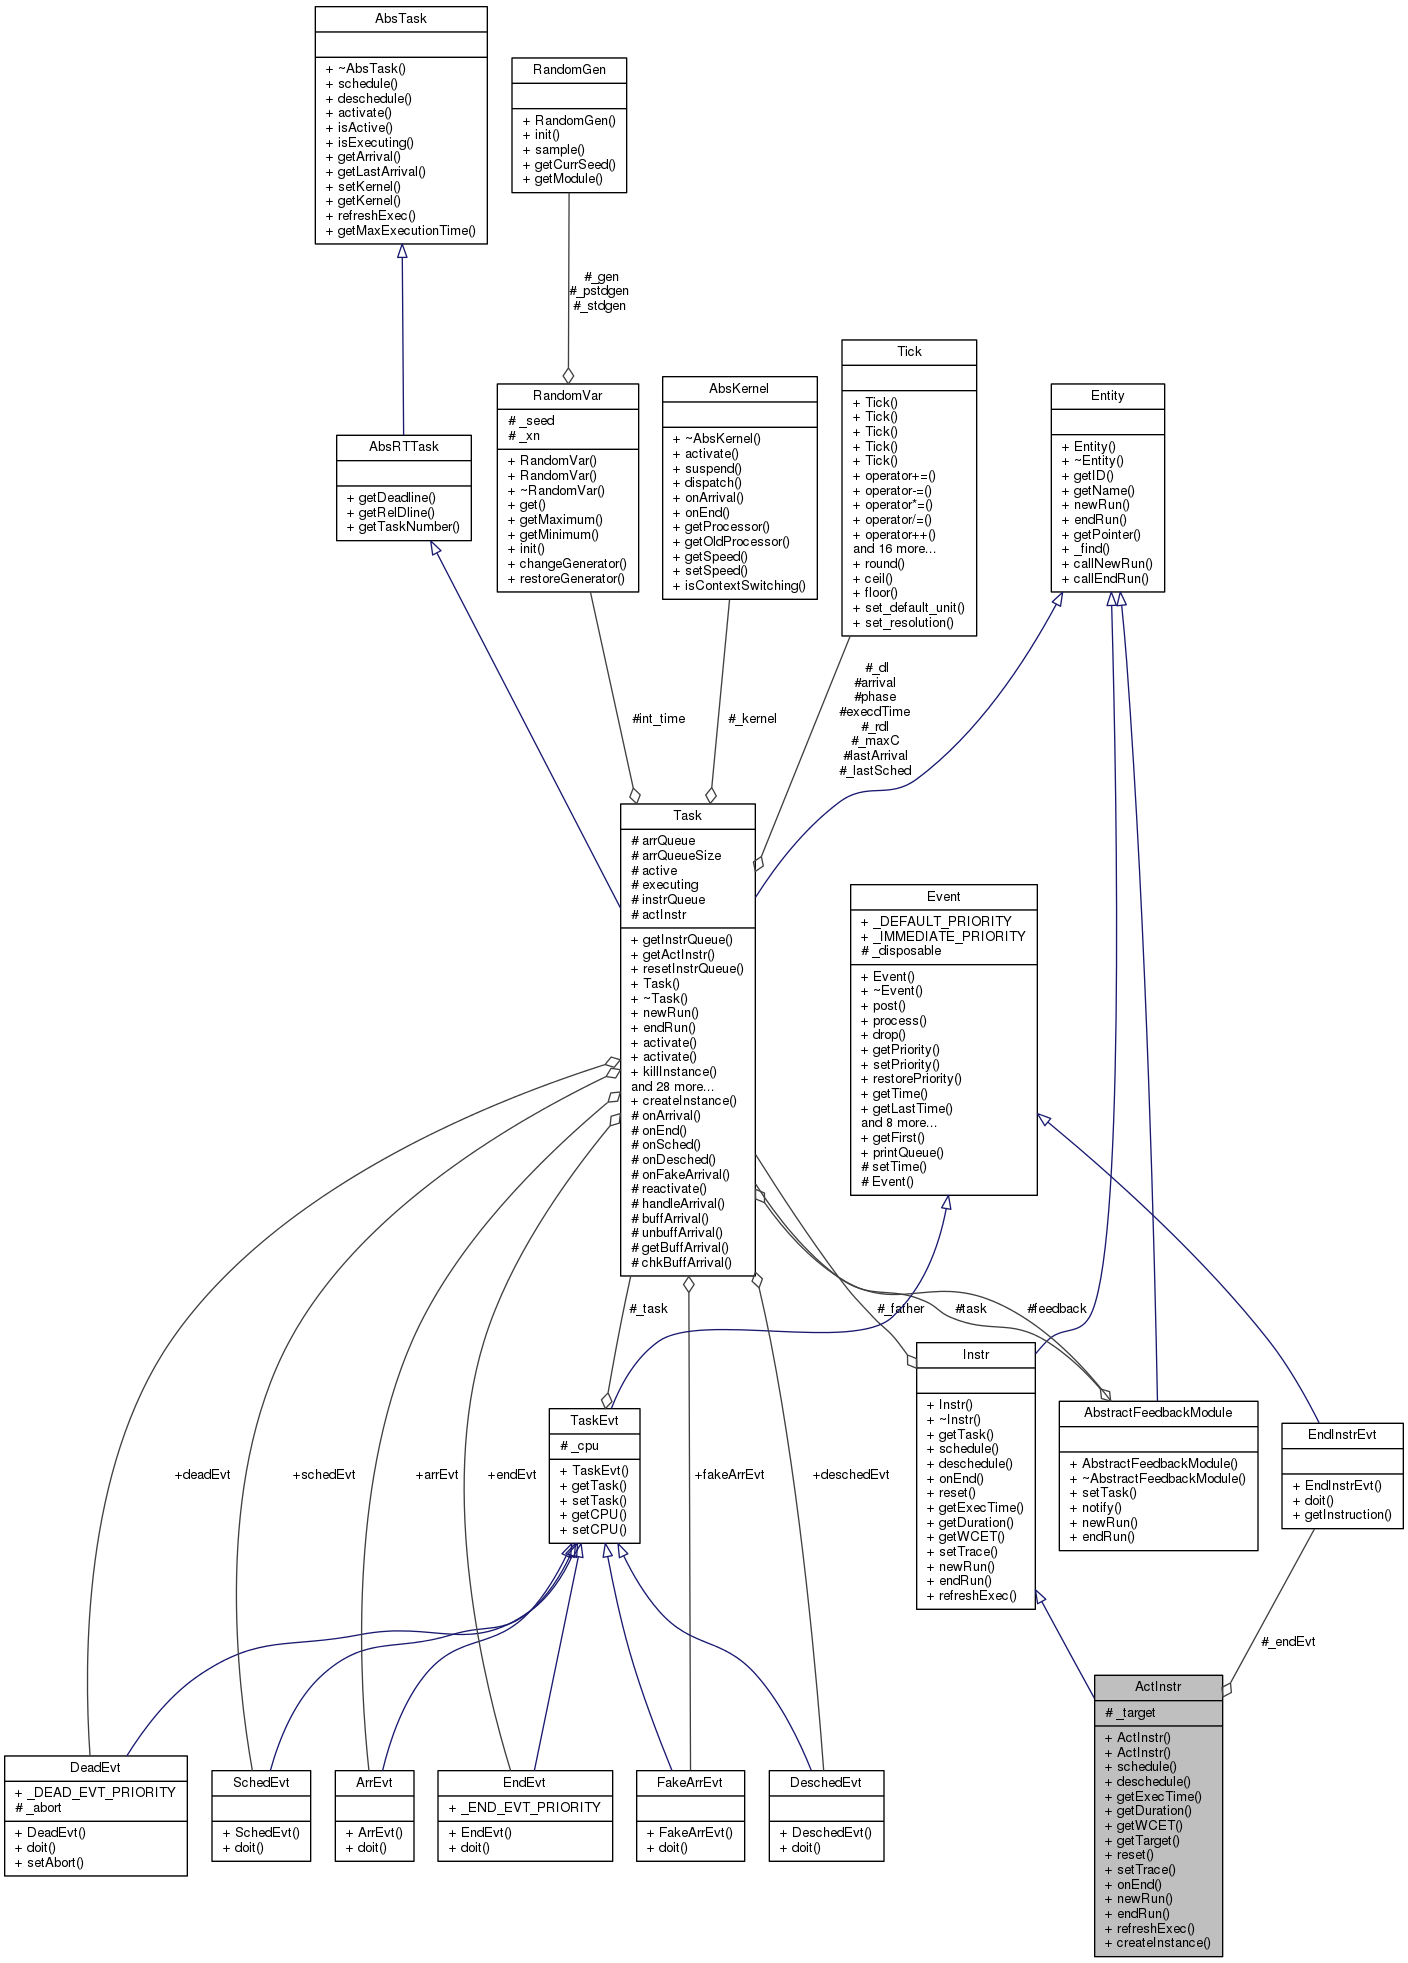 AbsTask
+ ~AbsTask()
+ schedule()
+ deschedule()
+ activate()
+ isActive()
+ isExecuting()
+ getArrival()
+ getLastArrival()
+ setKernel()
+ getKernel()
+ refreshExec()
+ getMaxExecutionTime()
RandomGen
+ RandomGen()
+ init()
+ sample()
+ getCurrSeed()
+ getModule()
#_gen
#_pstdgen
#_stdgen
AbsRTTask
+ getDeadline()
+ getRelDline()
+ getTaskNumber()
RandomVar
# _seed
# _xn
+ RandomVar()
+ RandomVar()
+ ~RandomVar()
+ get()
+ getMaximum()
+ getMinimum()
+ init()
+ changeGenerator()
+ restoreGenerator()
AbsKernel
+ ~AbsKernel()
+ activate()
+ suspend()
+ dispatch()
+ onArrival()
+ onEnd()
+ getProcessor()
+ getOldProcessor()
+ getSpeed()
+ setSpeed()
+ isContextSwitching()
Tick
+ Tick()
+ Tick()
+ Tick()
+ Tick()
+ Tick()
+ operator+=()
+ operator-=()
+ operator*=()
+ operator/=()
+ operator++()
and 16 more...
+ round()
+ ceil()
+ floor()
+ set_default_unit()
+ set_resolution()
Entity
+ Entity()
+ ~Entity()
+ getID()
+ getName()
+ newRun()
+ endRun()
+ getPointer()
+ _find()
+ callNewRun()
+ callEndRun()
#int_time
#_kernel
#_dl
#arrival
#phase
#execdTime
#_rdl
#_maxC
#lastArrival
#_lastSched
Task
# arrQueue
# arrQueueSize
# active
# executing
# instrQueue
# actInstr
+ getInstrQueue()
+ getActInstr()
+ resetInstrQueue()
+ Task()
+ ~Task()
+ newRun()
+ endRun()
+ activate()
+ activate()
+ killInstance()
and 28 more...
+ createInstance()
# onArrival()
# onEnd()
# onSched()
# onDesched()
# onFakeArrival()
# reactivate()
# handleArrival()
# buffArrival()
# unbuffArrival()
# getBuffArrival()
# chkBuffArrival()
Event
+ _DEFAULT_PRIORITY
+ _IMMEDIATE_PRIORITY
# _disposable
+ Event()
+ ~Event()
+ post()
+ process()
+ drop()
+ getPriority()
+ setPriority()
+ restorePriority()
+ getTime()
+ getLastTime()
and 8 more...
+ getFirst()
+ printQueue()
# setTime()
# Event()
#_task
#_father
#task
#feedback
TaskEvt
# _cpu
+ TaskEvt()
+ getTask()
+ setTask()
+ getCPU()
+ setCPU()
Instr
+ Instr()
+ ~Instr()
+ getTask()
+ schedule()
+ deschedule()
+ onEnd()
+ reset()
+ getExecTime()
+ getDuration()
+ getWCET()
+ setTrace()
+ newRun()
+ endRun()
+ refreshExec()
AbstractFeedbackModule
+ AbstractFeedbackModule()
+ ~AbstractFeedbackModule()
+ setTask()
+ notify()
+ newRun()
+ endRun()
EndInstrEvt
+ EndInstrEvt()
+ doit()
+ getInstruction()
+deadEvt
+schedEvt
+arrEvt
+endEvt
+fakeArrEvt
+deschedEvt
#_endEvt
DeadEvt
+ _DEAD_EVT_PRIORITY
# _abort
+ DeadEvt()
+ doit()
+ setAbort()
SchedEvt
+ SchedEvt()
+ doit()
ArrEvt
+ ArrEvt()
+ doit()
EndEvt
+ _END_EVT_PRIORITY
+ EndEvt()
+ doit()
FakeArrEvt
+ FakeArrEvt()
+ doit()
DeschedEvt
+ DeschedEvt()
+ doit()
ActInstr
# _target
+ ActInstr()
+ ActInstr()
+ schedule()
+ deschedule()
+ getExecTime()
+ getDuration()
+ getWCET()
+ getTarget()
+ reset()
+ setTrace()
+ onEnd()
+ newRun()
+ endRun()
+ refreshExec()
+ createInstance()